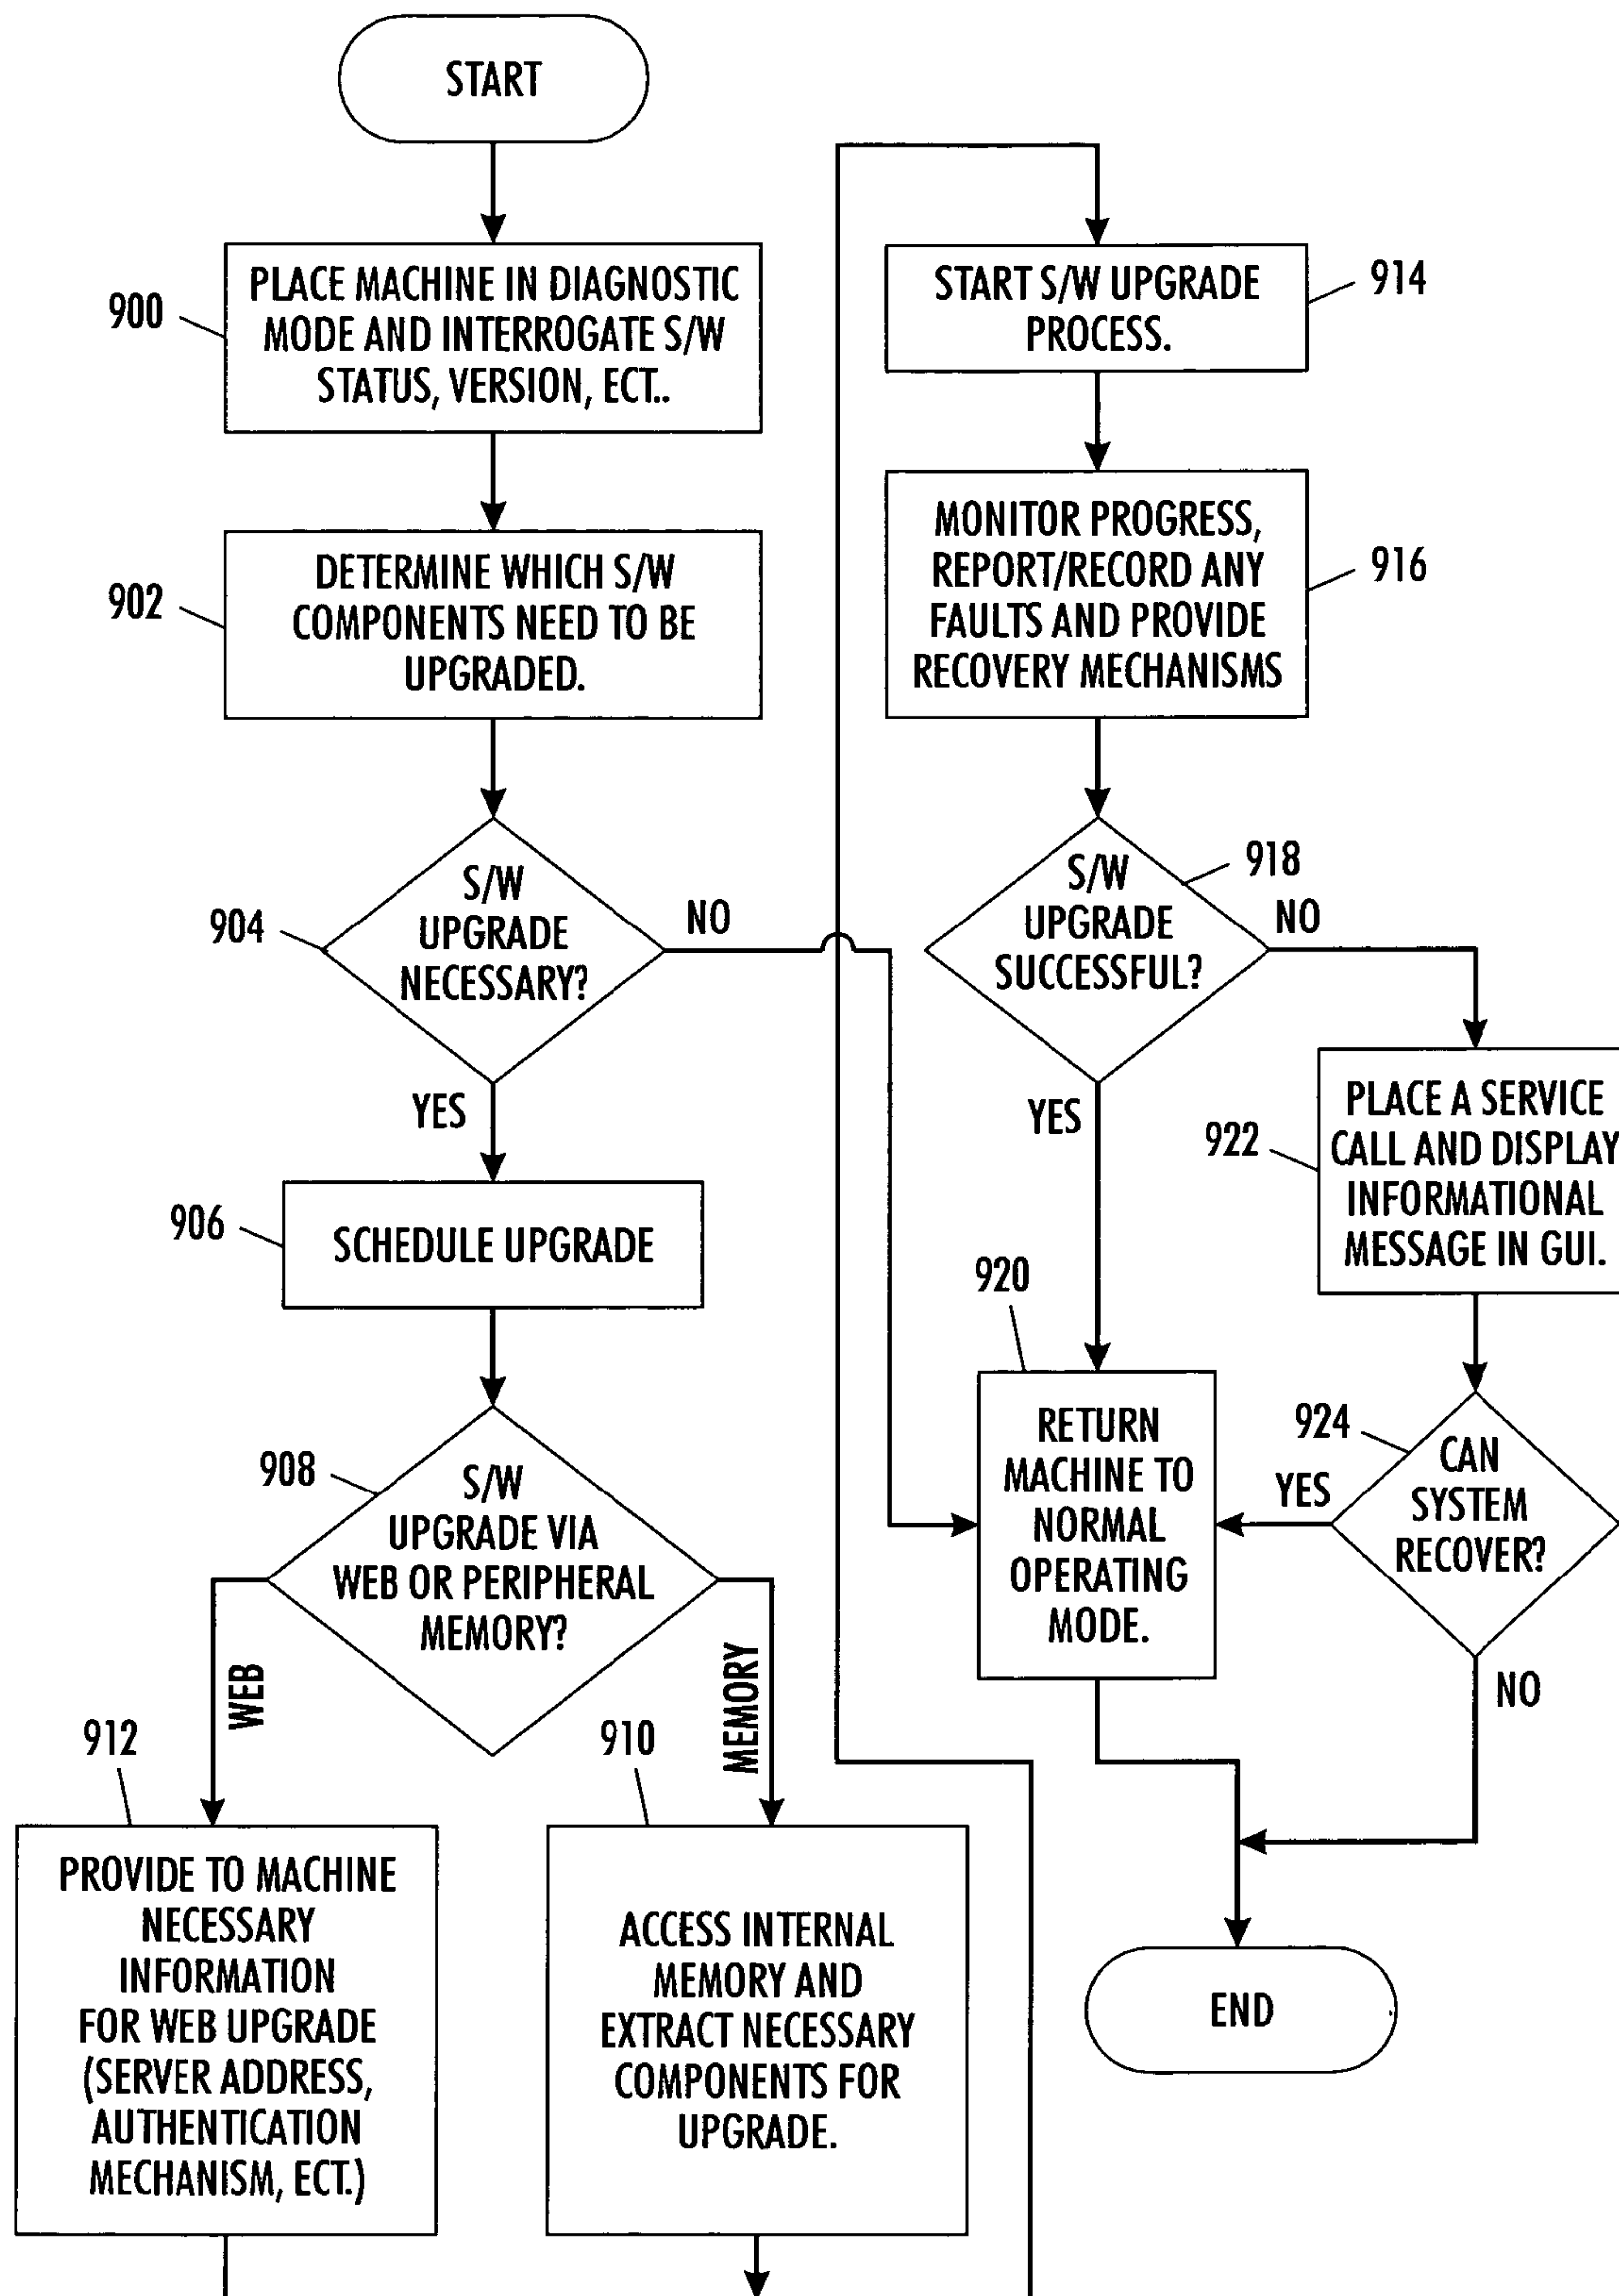 START
900
PLACE MACHINE IN DIAGNOSTIC
MODE AND INTERROGATE S/W
STATUS, VERSION, ECT..
902
DETERMINE WHICH S/W
COMPONENTS NEED TO BE
UPGRADED.
904
S/W
UPGRADE
NECESSARY?
NO
YES
906
SCHEDULE UPGRADE
908
S/W
UPGRADE VIA
WEB OR PERIPHERAL
MEMORY?
WEB
MEMORY
912
PROVIDE TO MACHINE
NECESSARY
INFORMATION
FOR WEB UPGRADE
(SERVER ADDRESS,
AUTHENTICATION
MECHANISM, ECT.)
910
ACCESS INTERNAL
MEMORY AND
EXTRACT NECESSARY
COMPONENTS FOR
UPGRADE.
START S/W UPGRADE
PROCESS.
914
MONITOR PROGRESS,
REPORT/RECORD ANY
FAULTS AND PROVIDE
RECOVERY MECHANISMS
916
S/W
UPGRADE
SUCCESSFUL?
918
NO
YES
922
PLACE A SERVICE
CALL AND DISPLAY
INFORMATIONAL
MESSAGE IN GUI.
920
RETURN
MACHINE TO
NORMAL
OPERATING
MODE.
924
CAN
SYSTEM
RECOVER?
YES
NO
END